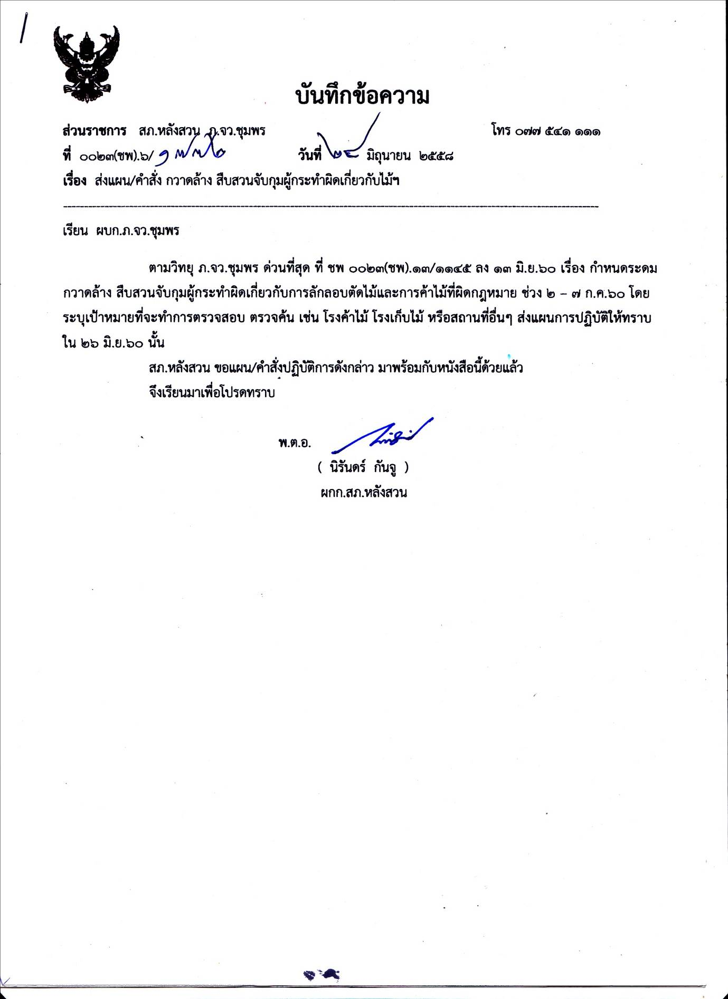 บันทึกข้อความ
ส่วนราชการ สภ.หลังสวน ภ.จว.ชุมพร โทร ๐๗๗ ๕๔๑ ๑๑๑
ที่ ๐๐๒๓(ชพ).๖/ วันที่ มิถุนายน ๒๕๕๘
เรื่อง ส่งแผน/คำสั่ง กวาดล้าง สืบสวนจับกุมผู้กระทำผิดเกี่ยวกับไม้ฯ
เรียน ผบก.ภ.จว.ชุมพร
ตามวิทยุ ภ.จว.ชุมพร ด่วนที่สุด ที่ ชพ ๐๐๒๓(ชพ).๑๓/๑๑๔๕ ลง ๑๓ มิ.ย.๖๐ เรื่อง กำหนดระดม
กวาดล้าง สืบสวนจับกุมผู้กระทำผิดเกี่ยวกับการลักลอบตัดไม้และการค้าไม้ที่ผิดกฎหมาย ช่วง ๒ – ๗ ก.ค.๖๐ โดย
ระบุเป้าหมายที่จะทำการตรวจสอบ ตรวจค้น เช่น โรงค้าไม้ โรงเก็บไม้ หรือสถานที่อื่นๆ ส่งแผนการปฏิบัติให้ทราบ
ใน ๒๖ มิ.ย.๖๐ นั้น
สภ.หลังสวน ขอแผน/คำสั่งปฏิบัติการดังกล่าว มาพร้อมกับหนังสือนี้ด้วยแล้ว
จึงเรียนมาเพื่อโปรดทราบ
พ.ต.อ.
( นิรันดร์ กันจู )
ผกก.สภ.หลังสวน